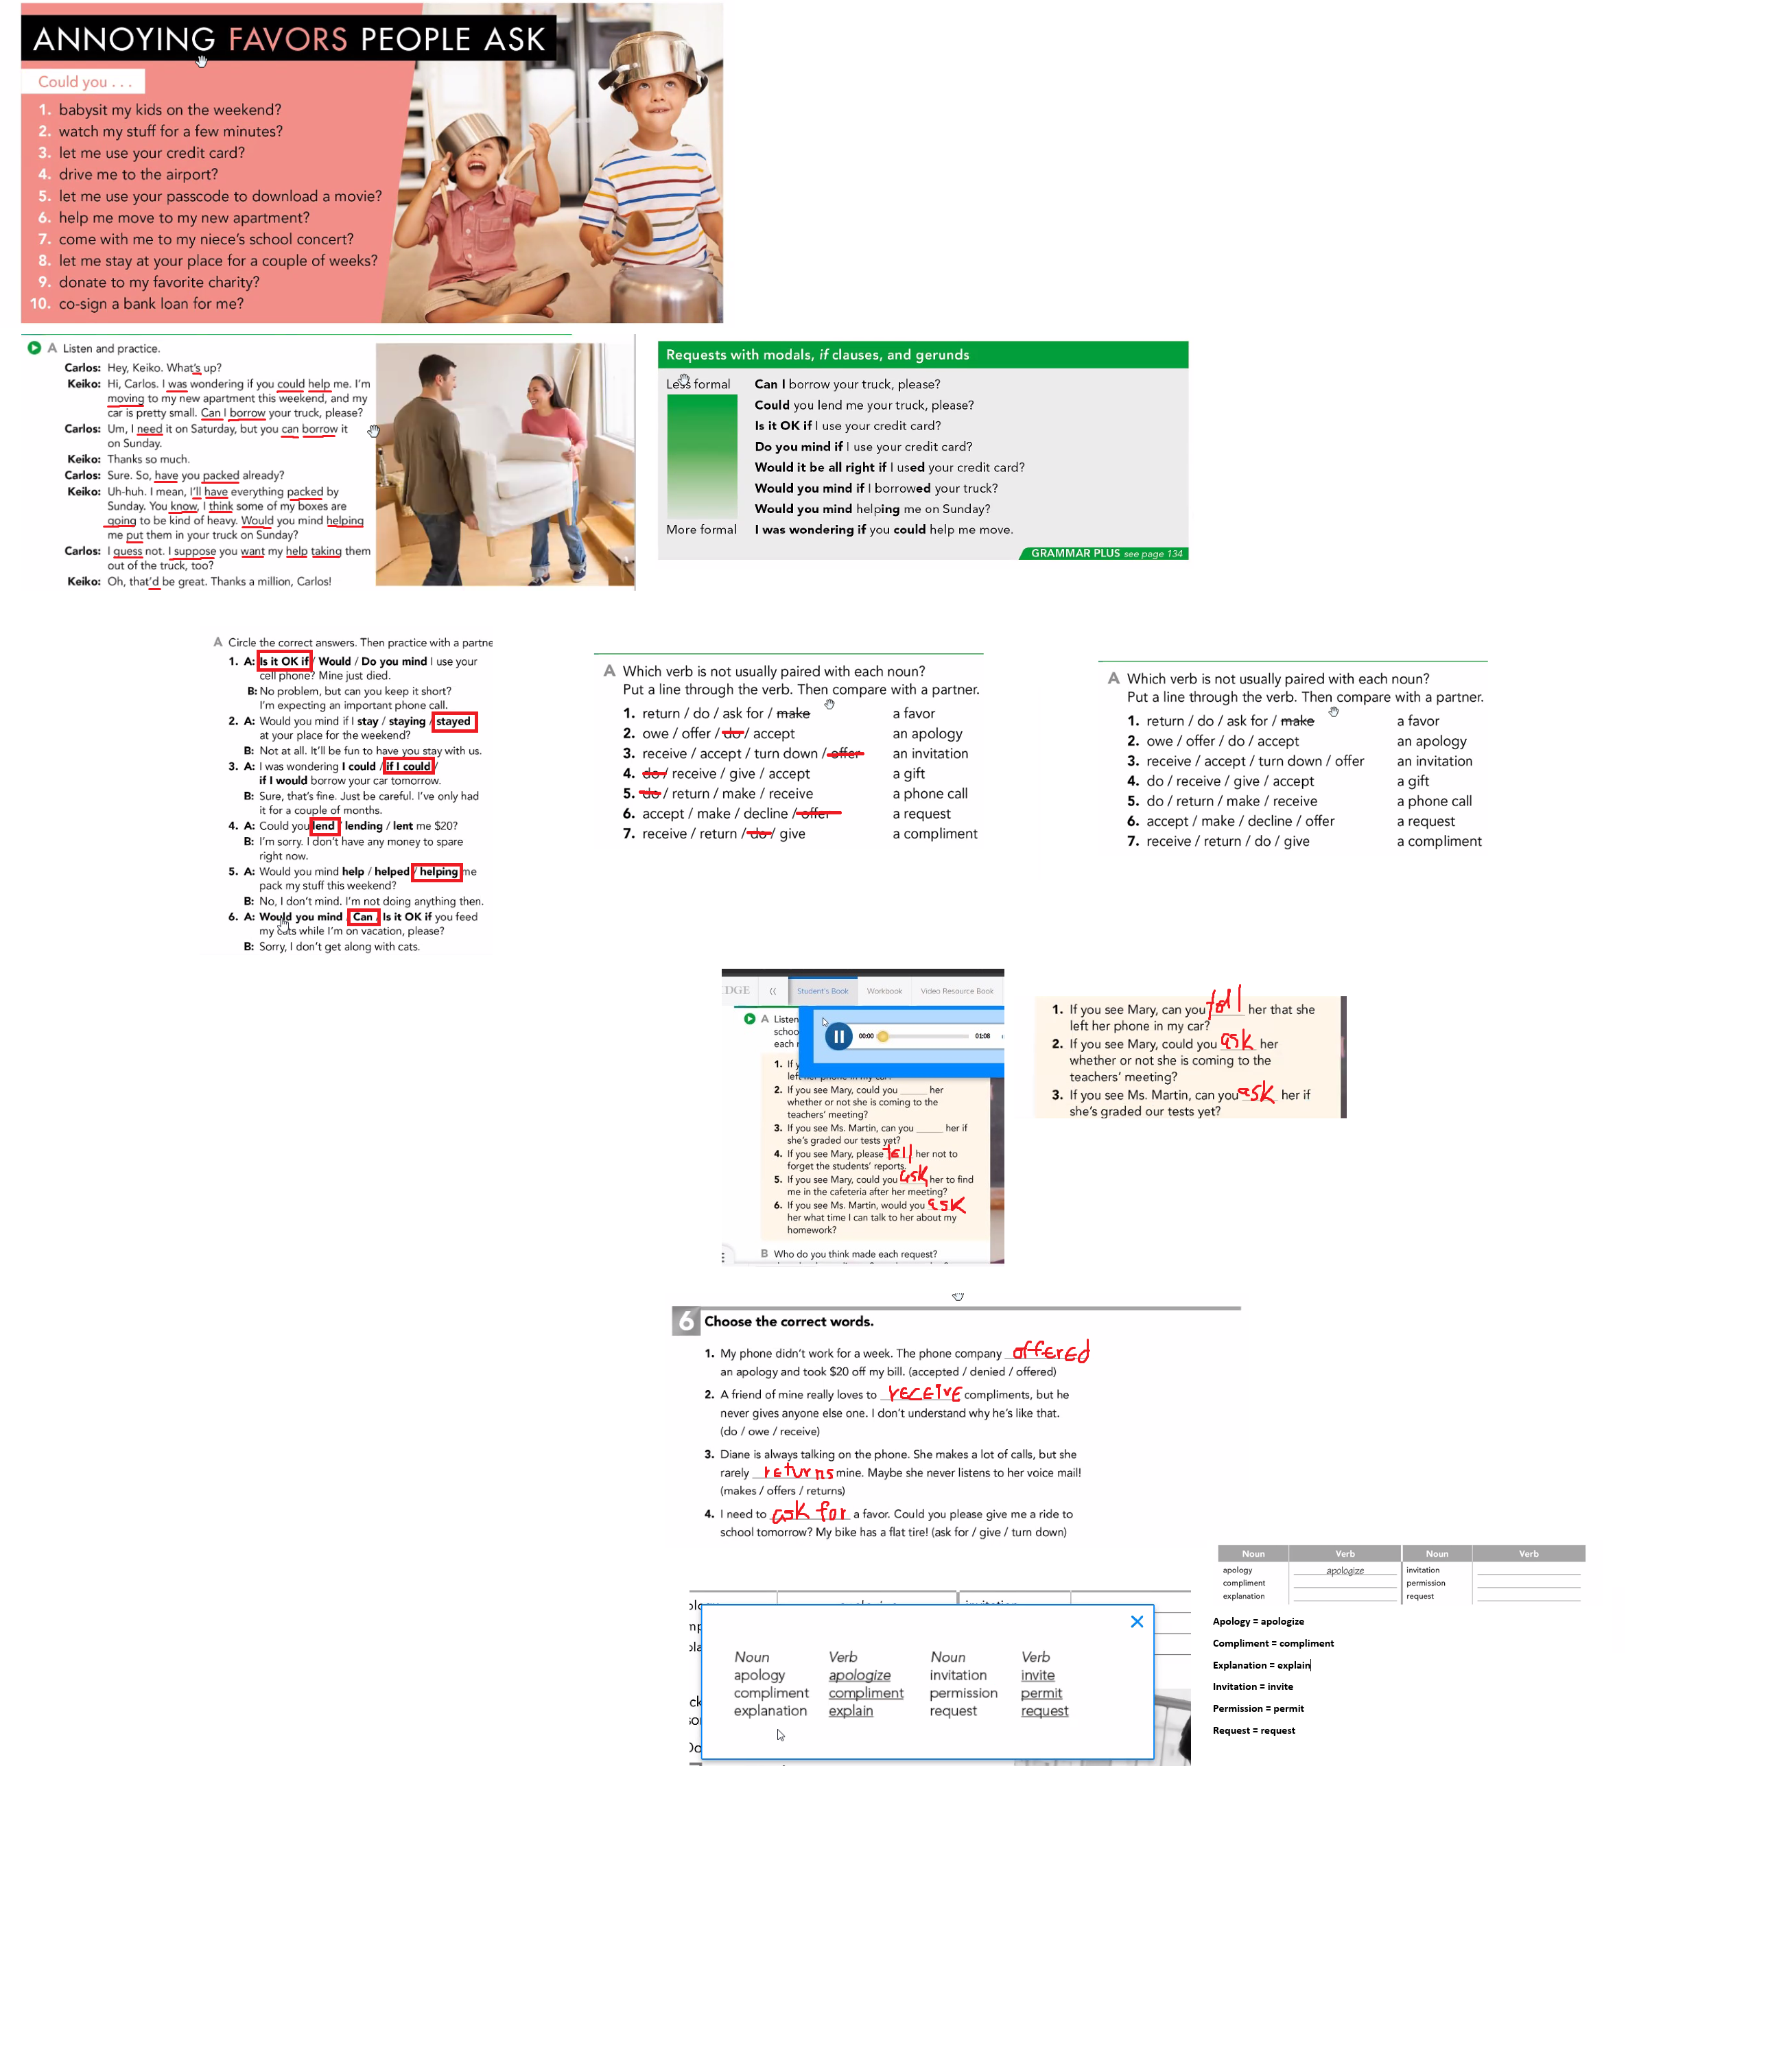 ANNOYING FAVORS PEOPLE ASK
Could you . . .
1. babysit my kids on the weekend?
2. watch my stuff for a few minutes?
3. let me use your credit card?
4. drive me to the airport?
5. let me use your passcode to download a movie?
6. help me move to my new apartment?
7. come with me to my niece's school concert?
8. let me stay at your place for a couple of weeks?
9. donate to my favorite charity?
10. co-sign a bank loan for me?
A Listen and practice.
Carlos: Hey, Keiko. What's up?
Keiko: Hi, Carlos. I was wondering if you could help me. I'm
moving to my new apartment this weekend, and my
car is pretty small. Can I borrow your truck, please?
Carlos: Um, I need it on Saturday, but you can borrow it
on Sunday.
Keiko: Thanks so much.
Carlos: Sure. So, have you packed already?
Keiko: Uh-huh. I mean, I'll have everything packed by
Sunday. You know, I think some of my boxes are
going to be kind of heavy. Would you mind helping
me put them in your truck on Sunday?
Carlos: I guess not. I suppose you want my help taking them
out of the truck, too?
Keiko: Oh, that'd be great. Thanks a million, Carlos!
Requests with modals, if clauses, and gerunds
Less formal Can I borrow your truck, please?
Could you lend me your truck, please?
Is it OK if I use your credit card?
Do you mind if I use your credit card?
Would it be all right if I used your credit card?
Would you mind if I borrowed your truck?
Would you mind helping me on Sunday?
More formal I was wondering if you could help me move.
GRAMMAR PLUS see page 134
A Circle the correct answers. Then practice with a partne
1. A: Is it OK if / Would / Do you mind I use your
cell phone? Mine just died.
B: No problem, but can you keep it short?
I'm expecting an important phone call.
2. A: Would you mind if I stay / staying / stayed
at your place for the weekend?
B: Not at all. It'll be fun to have you stay with us.
3. A: I was wondering I could / if I could /
if I would borrow your car tomorrow.
B: Sure, that's fine. Just be careful. I've only had
it for a couple of months.
4. A: Could you lend / lending / lent me $20?
B: I'm sorry. I don't have any money to spare
right now.
5. A: Would you mind help / helped / helping me
pack my stuff this weekend?
B: No, I don't mind. I'm not doing anything then.
6. A: Would you mind / Can / Is it OK if you feed
my cats while I'm on vacation, please?
B: Sorry, I don't get along with cats.
A Which verb is not usually paired with each noun?
Put a line through the verb. Then compare with a partner.
1. return / do / ask for / make a favor
2. owe / offer / do / accept an apology
3. receive / accept / turn down / offer an invitation
4. do / receive / give / accept a gift
5. do / return / make / receive a phone call
6. accept / make / decline / offer a request
7. receive / return / do / give a compliment
A Which verb is not usually paired with each noun?
Put a line through the verb. Then compare with a partner.
1. return / do / ask for / make a favor
2. owe / offer / do / accept an apology
3. receive / accept / turn down / offer an invitation
4. do / receive / give / accept a gift
5. do / return / make / receive a phone call
6. accept / make / decline / offer a request
7. receive / return / do / give a compliment
DGE Student's Book Workbook Video Resource Book
A Listen
schoo
each
00:00 01:08
1. If y
2. If you see Mary, could you ____ her
whether or not she is coming to the
teachers' meeting?
3. If you see Ms. Martin, can you ____ her if
she's graded our tests yet?
4. If you see Mary, please tell her not to
forget the students' reports.
5. If you see Mary, could you ask her to find
me in the cafeteria after her meeting?
6. If you see Ms. Martin, would you ask
her what time I can talk to her about my
homework?
B Who do you think made each request?
1. If you see Mary, can you tell her that she
left her phone in my car?
2. If you see Mary, could you ask her
whether or not she is coming to the
teachers' meeting?
3. If you see Ms. Martin, can you ask her if
she's graded our tests yet?
6 Choose the correct words.
1. My phone didn't work for a week. The phone company offered
an apology and took $20 off my bill. (accepted / denied / offered)
2. A friend of mine really loves to receive compliments, but he
never gives anyone else one. I don't understand why he's like that.
(do / owe / receive)
3. Diane is always talking on the phone. She makes a lot of calls, but she
rarely returns mine. Maybe she never listens to her voice mail!
(makes / offers / returns)
4. I need to ask for a favor. Could you please give me a ride to
school tomorrow? My bike has a flat tire! (ask for / give / turn down)
Noun Verb Noun Verb
apology apologize invitation
compliment permission
explanation request
Noun Verb Noun Verb
apology apologize invitation invite
compliment compliment permission permit
explanation explain request request
Apology = apologize
Compliment = compliment
Explanation = explain
Invitation = invite
Permission = permit
Request = request